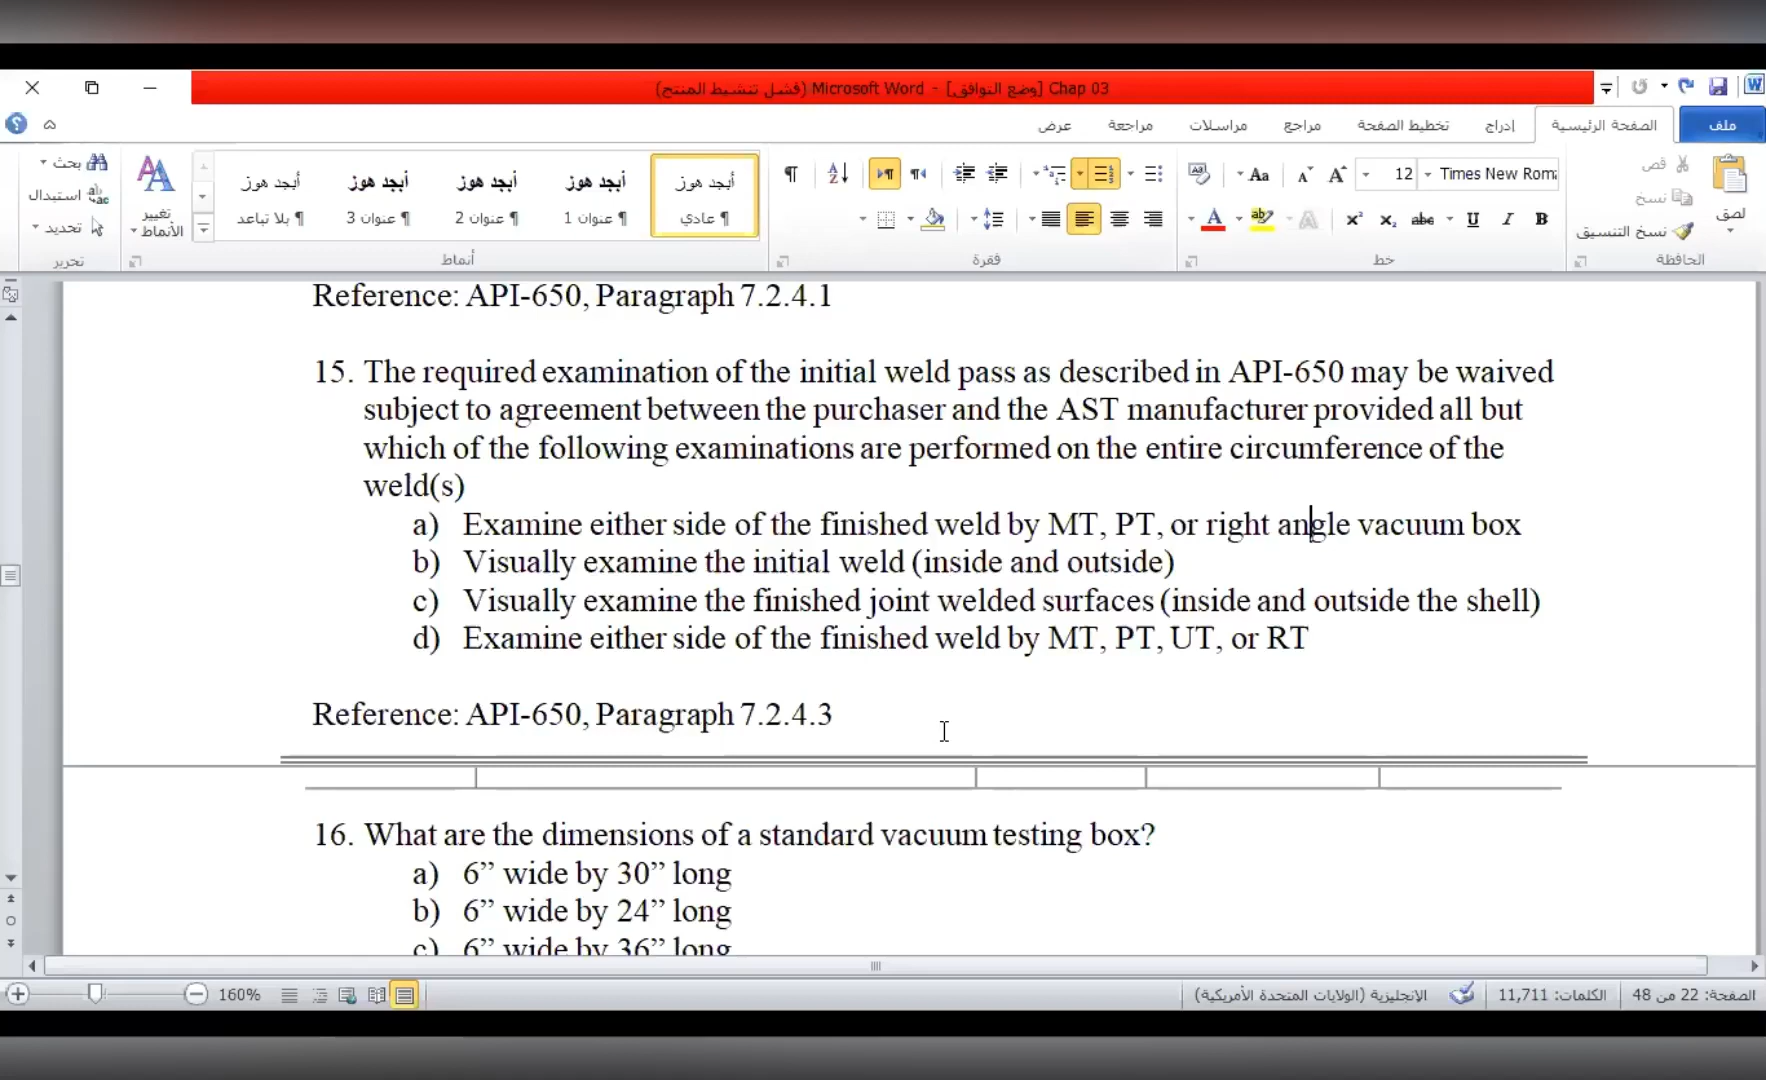 Chap 03 [وضع التوافق] - Microsoft Word (فشل تنشيط المنتج)
ملف الصفحة الرئيسية إدراج تخطيط الصفحة مراجع مراسلات مراجعة عرض
قص
نسخ
نسخ التنسيق
لصق
الحافظة
Times New Rom 12
خط
فقرة
أبجد هوز أبجد هوز أبجد هوز أبجد هوز أبجد هوز
¶ عادي ¶ عنوان 1 ¶ عنوان 2 ¶ عنوان 3 ¶ بلا تباعد
أنماط
تغيير
الأنماط
بحث
استبدال
تحديد
تحرير
Reference: API-650, Paragraph 7.2.4.1
15. The required examination of the initial weld pass as described in API-650 may be waived
subject to agreement between the purchaser and the AST manufacturer provided all but
which of the following examinations are performed on the entire circumference of the
weld(s)
a) Examine either side of the finished weld by MT, PT, or right angle vacuum box
b) Visually examine the initial weld (inside and outside)
c) Visually examine the finished joint welded surfaces (inside and outside the shell)
d) Examine either side of the finished weld by MT, PT, UT, or RT
Reference: API-650, Paragraph 7.2.4.3
16. What are the dimensions of a standard vacuum testing box?
a) 6” wide by 30” long
b) 6” wide by 24” long
c) 6” wide by 36” long
الصفحة: 22 من 48 الكلمات: 11,711 الانجليزية (الولايات المتحدة الأمريكية) 160%